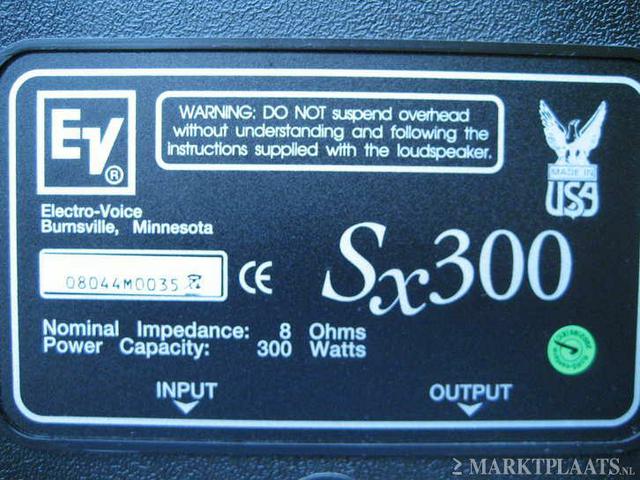 EV®
WARNING: DO NOT suspend overhead
without understanding and following the
instructions supplied with the loudspeaker.
MADE IN
USA
Electro-Voice
Burnsville, Minnesota
08044M0035
CE
Sx300
Nominal Impedance: 8 Ohms
Power Capacity: 300 Watts
INPUT
OUTPUT
MARKTPLAATS.NL